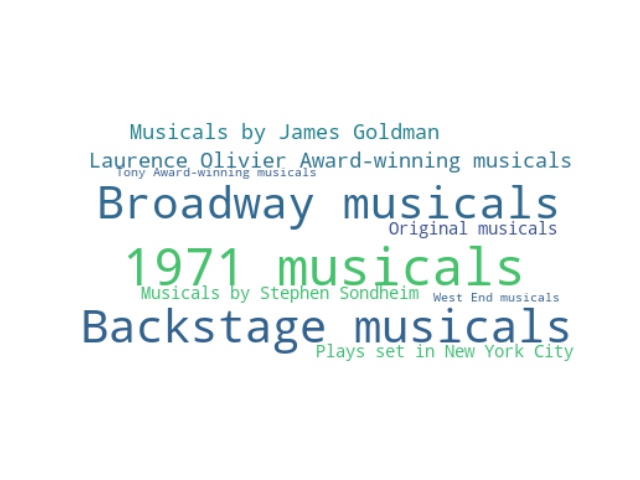 Musicals by James Goldman
Laurence Olivier Award-winning musicals
Tony Award-winning musicals
Broadway musicals
Original musicals
1971 musicals
Musicals by Stephen Sondheim
West End musicals
Backstage musicals
Plays set in New York City